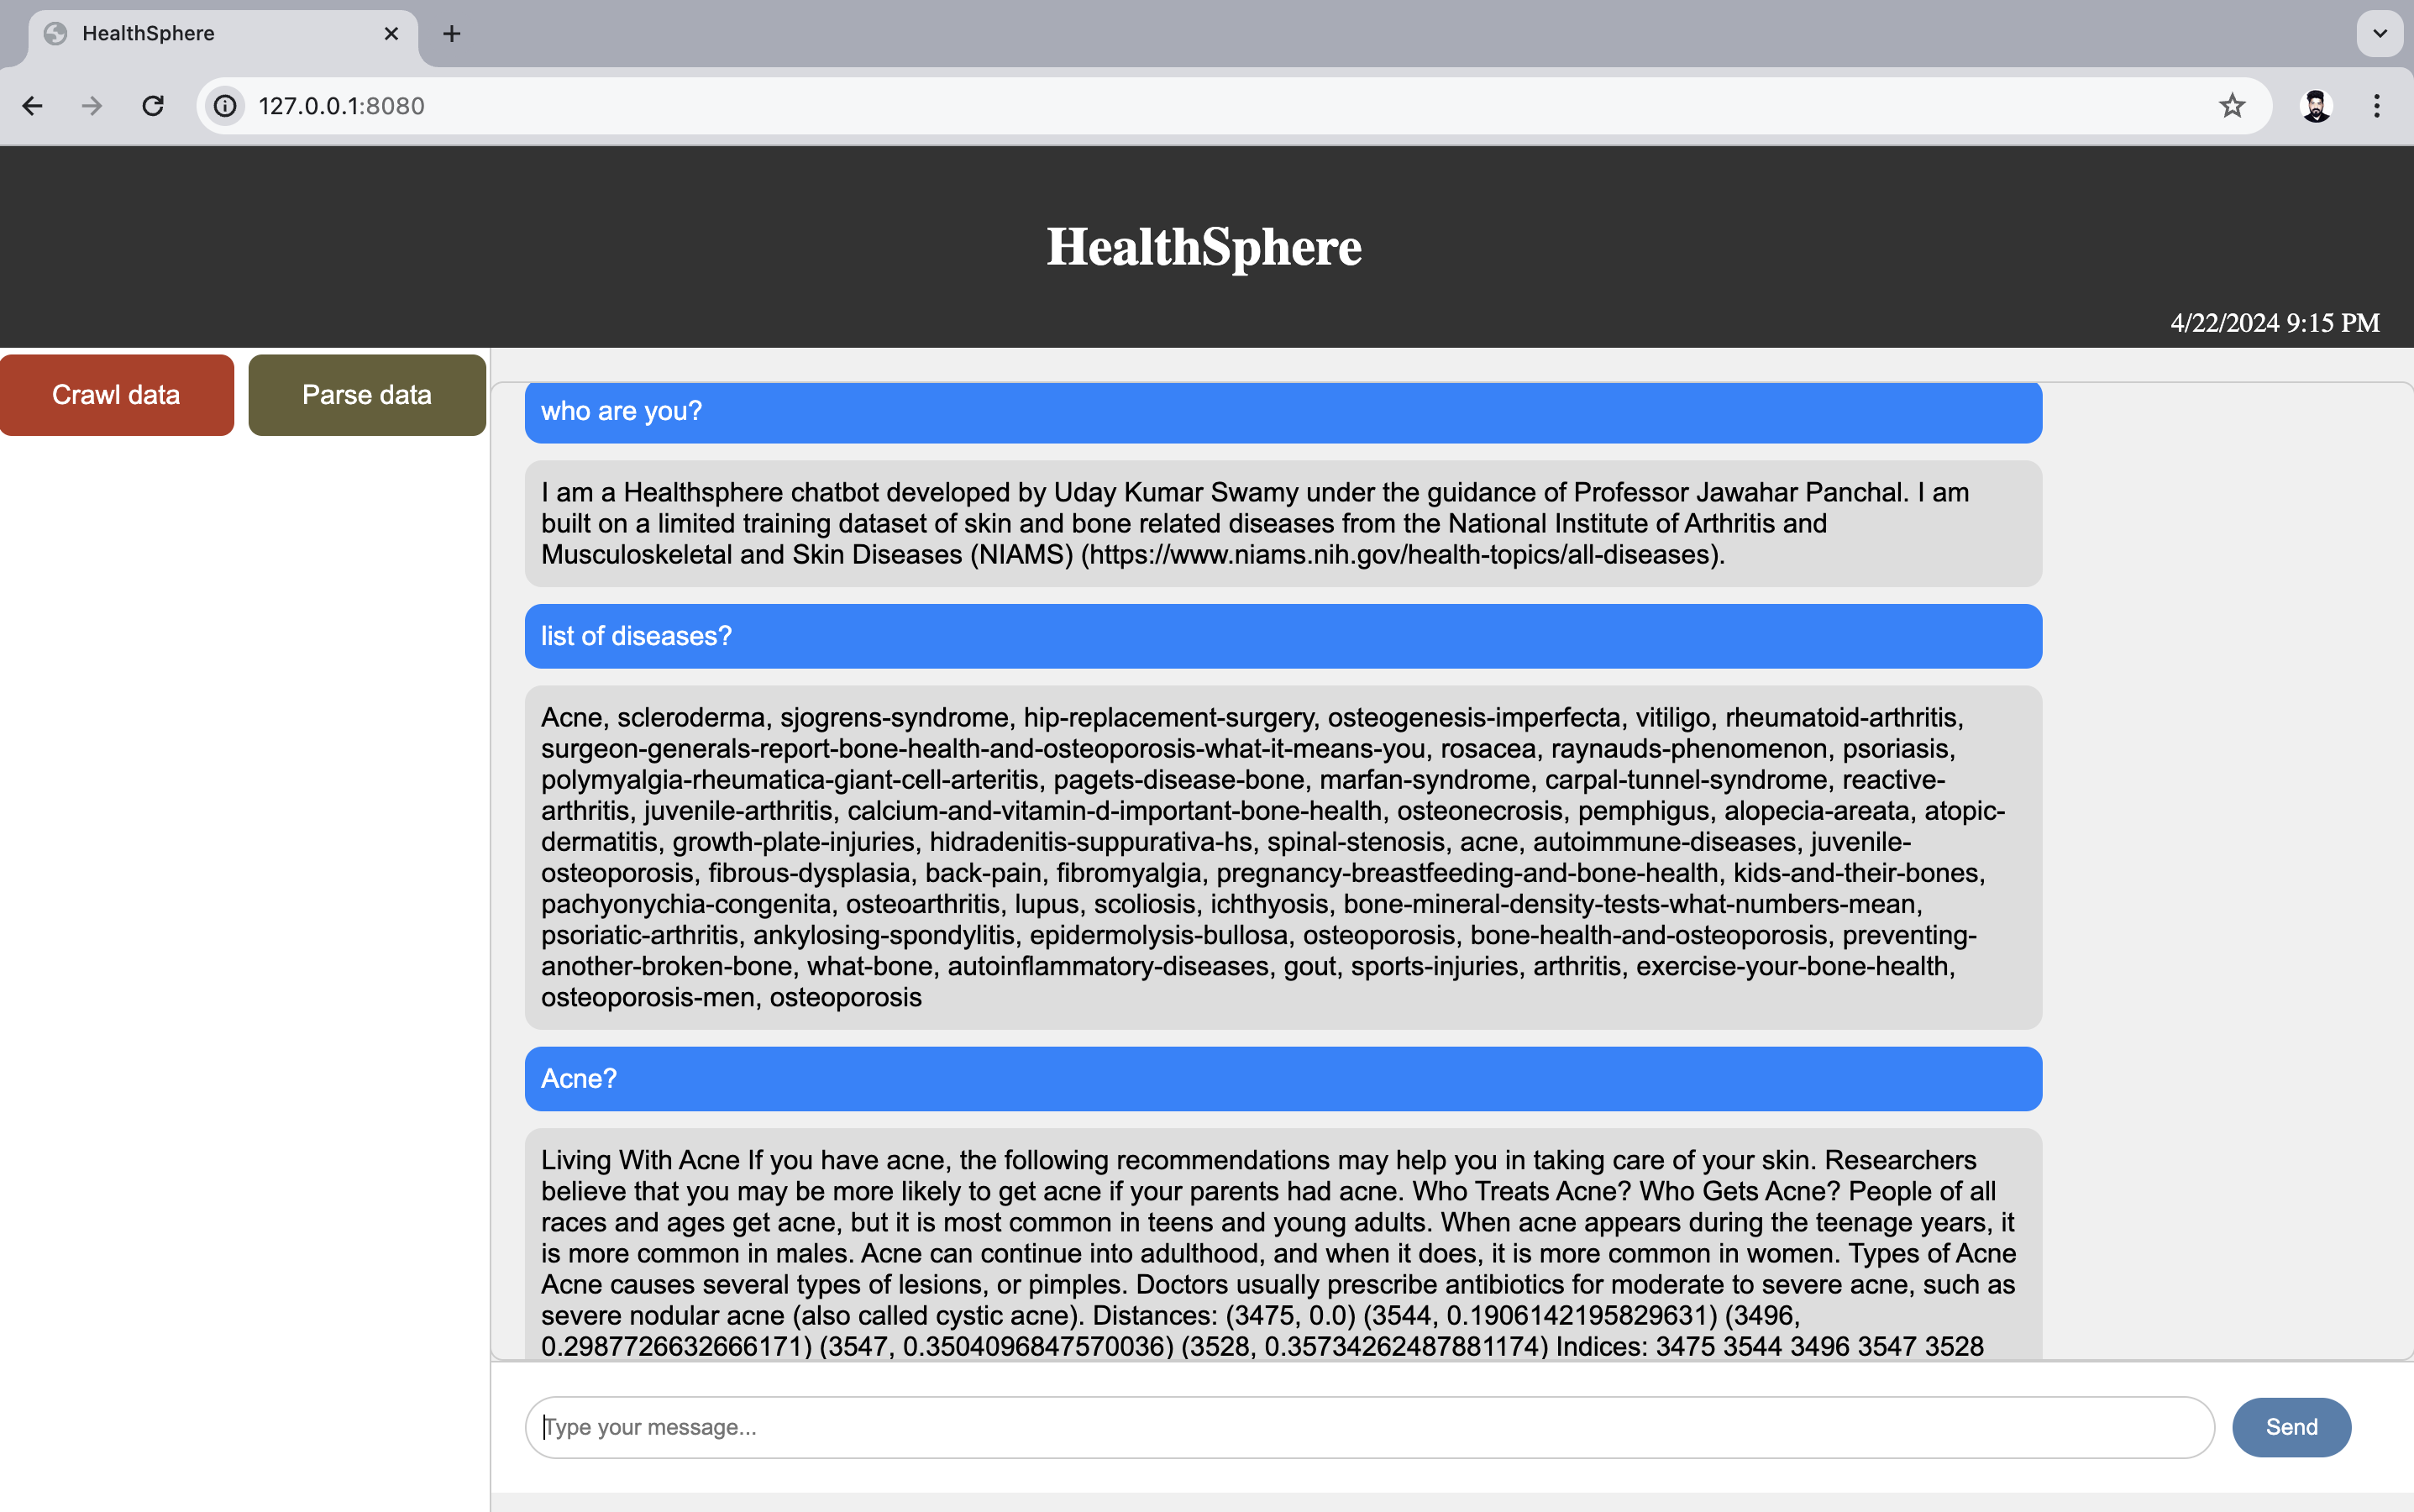 HealthSphere
127.0.0.1:8080
HealthSphere
4/22/2024 9:15 PM
Crawl data
Parse data
who are you?
I am a Healthsphere chatbot developed by Uday Kumar Swamy under the guidance of Professor Jawahar Panchal. I am
built on a limited training dataset of skin and bone related diseases from the National Institute of Arthritis and
Musculoskeletal and Skin Diseases (NIAMS) (https://www.niams.nih.gov/health-topics/all-diseases).
list of diseases?
Acne, scleroderma, sjogrens-syndrome, hip-replacement-surgery, osteogenesis-imperfecta, vitiligo, rheumatoid-arthritis,
surgeon-generals-report-bone-health-and-osteoporosis-what-it-means-you, rosacea, raynauds-phenomenon, psoriasis,
polymyalgia-rheumatica-giant-cell-arteritis, pagets-disease-bone, marfan-syndrome, carpal-tunnel-syndrome, reactive-
arthritis, juvenile-arthritis, calcium-and-vitamin-d-important-bone-health, osteonecrosis, pemphigus, alopecia-areata, atopic-
dermatitis, growth-plate-injuries, hidradenitis-suppurativa-hs, spinal-stenosis, acne, autoimmune-diseases, juvenile-
osteoporosis, fibrous-dysplasia, back-pain, fibromyalgia, pregnancy-breastfeeding-and-bone-health, kids-and-their-bones,
pachyonychia-congenita, osteoarthritis, lupus, scoliosis, ichthyosis, bone-mineral-density-tests-what-numbers-mean,
psoriatic-arthritis, ankylosing-spondylitis, epidermolysis-bullosa, osteoporosis, bone-health-and-osteoporosis, preventing-
another-broken-bone, what-bone, autoinflammatory-diseases, gout, sports-injuries, arthritis, exercise-your-bone-health,
osteoporosis-men, osteoporosis
Acne?
Living With Acne If you have acne, the following recommendations may help you in taking care of your skin. Researchers
believe that you may be more likely to get acne if your parents had acne. Who Treats Acne? Who Gets Acne? People of all
races and ages get acne, but it is most common in teens and young adults. When acne appears during the teenage years, it
is more common in males. Acne can continue into adulthood, and when it does, it is more common in women. Types of Acne
Acne causes several types of lesions, or pimples. Doctors usually prescribe antibiotics for moderate to severe acne, such as
severe nodular acne (also called cystic acne). Distances: (3475, 0.0) (3544, 0.1906142195829631) (3496,
0.2987726632666171) (3547, 0.3504096847570036) (3528, 0.35734262487881174) Indices: 3475 3544 3496 3547 3528
Type your message...
Send